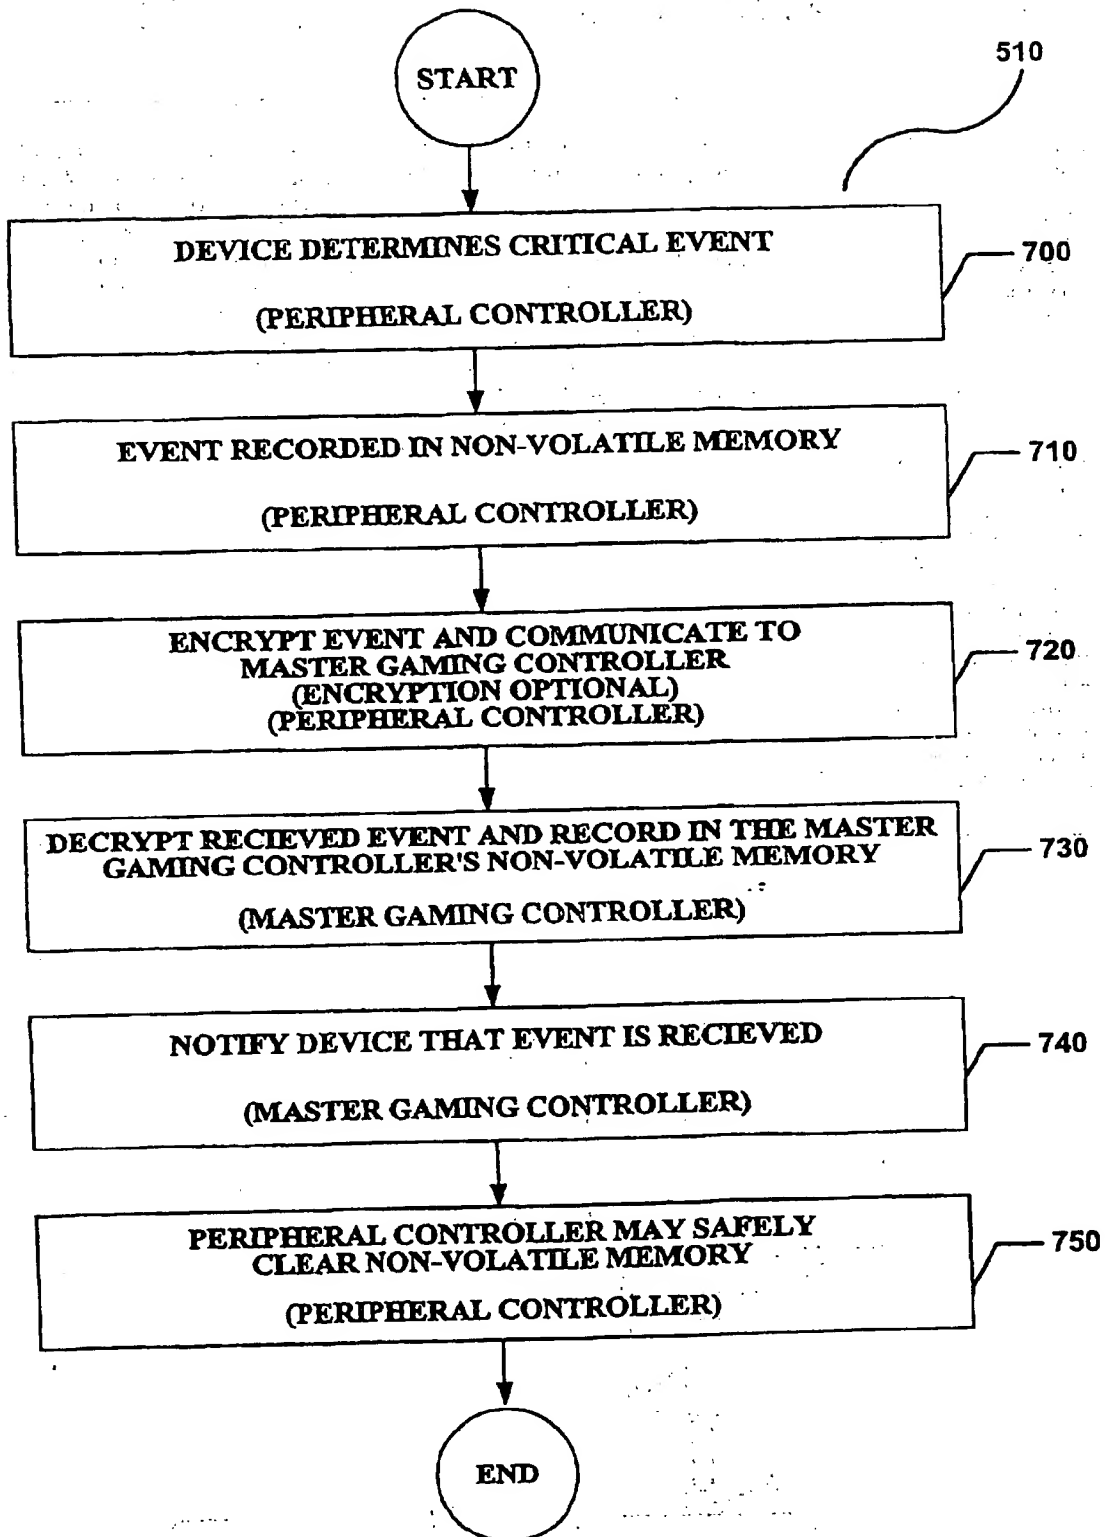 START
510
DEVICE DETERMINES CRITICAL EVENT
(PERIPHERAL CONTROLLER)
700
EVENT RECORDED IN NON-VOLATILE MEMORY
(PERIPHERAL CONTROLLER)
710
ENCRYPT EVENT AND COMMUNICATE TO
MASTER GAMING CONTROLLER
(ENCRYPTION OPTIONAL)
(PERIPHERAL CONTROLLER)
720
DECRYPT RECIEVED EVENT AND RECORD IN THE MASTER
GAMING CONTROLLER'S NON-VOLATILE MEMORY
(MASTER GAMING CONTROLLER)
730
NOTIFY DEVICE THAT EVENT IS RECIEVED
(MASTER GAMING CONTROLLER)
740
PERIPHERAL CONTROLLER MAY SAFELY
CLEAR NON-VOLATILE MEMORY
(PERIPHERAL CONTROLLER)
750
END